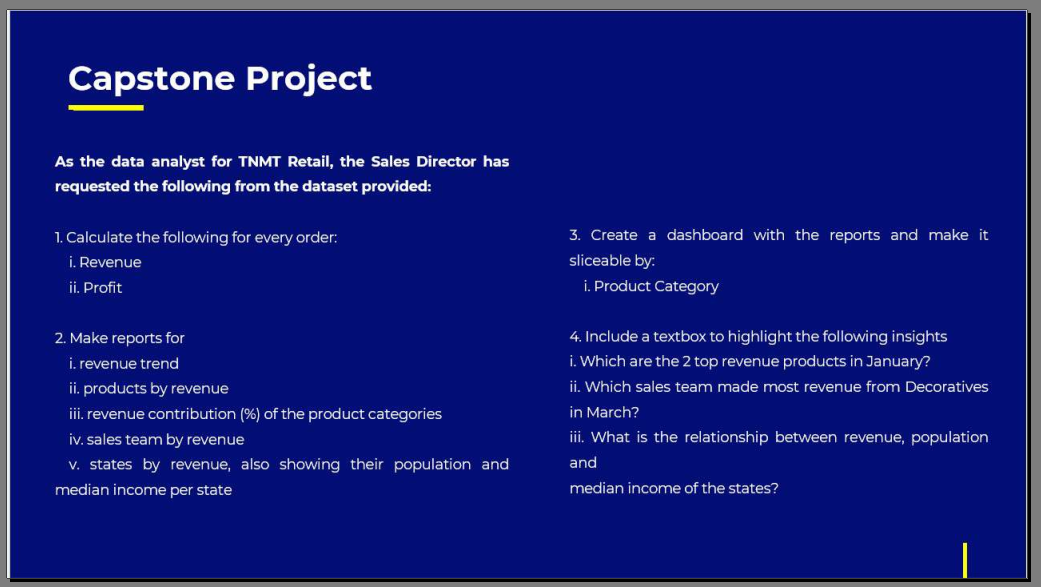 Capstone Project
As the data analyst for TNMT Retail, the Sales Director has
requested the following from the dataset provided:
1. Calculate the following for every order:
i. Revenue
ii. Profit
2. Make reports for
i. revenue trend
ii. products by revenue
iii. revenue contribution (%) of the product categories
iv. sales team by revenue
v. states by revenue, also showing their population and
median income per state
3. Create a dashboard with the reports and make it
sliceable by:
i. Product Category
4. Include a textbox to highlight the following insights
i. Which are the 2 top revenue products in January?
ii. Which sales team made most revenue from Decoratives
in March?
iii. What is the relationship between revenue, population
and
median income of the states?